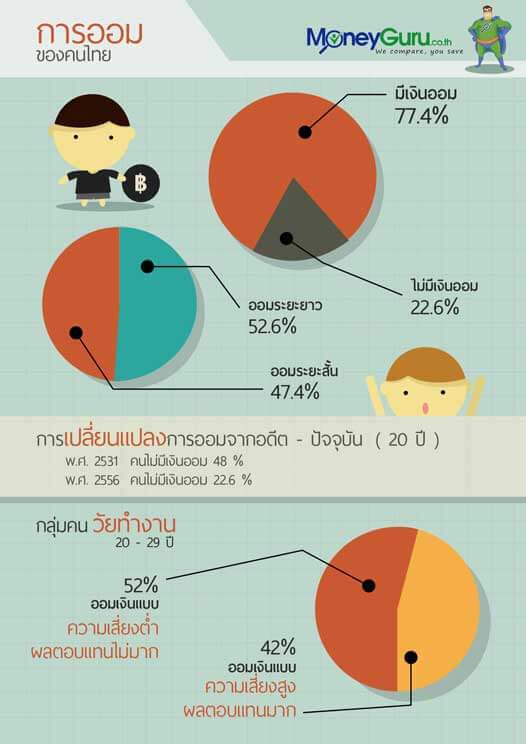 การออม
ของคนไทย
MoneyGuru.co.th
We compare, you save
฿
มีเงินออม
77.4%
ไม่มีเงินออม
22.6%
ออมระยะยาว
52.6%
ออมระยะสั้น
47.4%
การเปลี่ยนแปลงการออมจากอดีต - ปัจจุบัน ( 20 ปี )
พ.ศ. 2531 คนไม่มีเงินออม 48 %
พ.ศ. 2556 คนไม่มีเงินออม 22.6 %
กลุ่มคน วัยทำงาน
20 - 29 ปี
52%
ออมเงินแบบ
ความเสี่ยงต่ำ
ผลตอบแทนไม่มาก
42%
ออมเงินแบบ
ความเสี่ยงสูง
ผลตอบแทนมาก